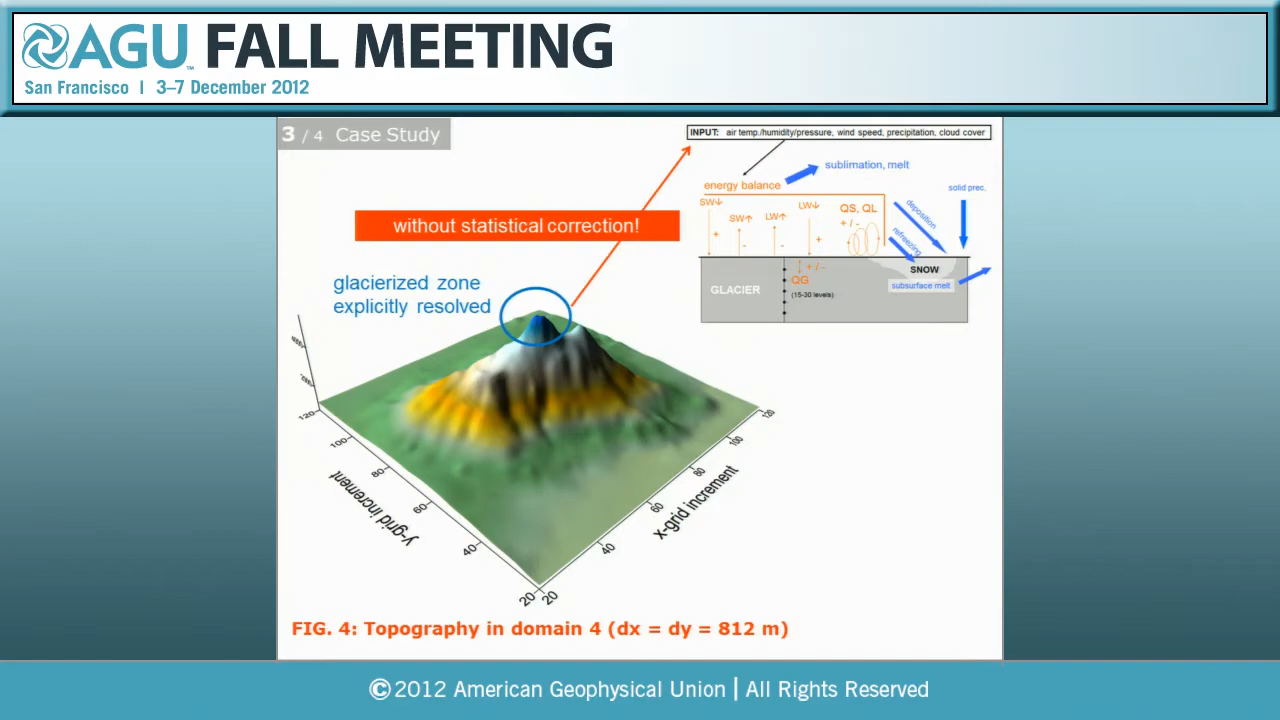 AGU FALL MEETING
TM
San Francisco | 3–7 December 2012
3 / 4 Case Study
INPUT: air temp./humidity/pressure, wind speed, precipitation, cloud cover
sublimation, melt
energy balance
solid prec.
SW↓
SW↑
LW↑
LW↓
QS, QL
+ / -
deposition
refreezing
+
-
-
+
without statistical correction!
SNOW
+ / -
QG
GLACIER
(15-30 levels)
subsurface melt
glacierized zone
explicitly resolved
120
100
80
60
40
20
y-grid increment
20
40
60
80
100
120
x-grid increment
FIG. 4: Topography in domain 4 (dx = dy = 812 m)
©2012 American Geophysical Union | All Rights Reserved